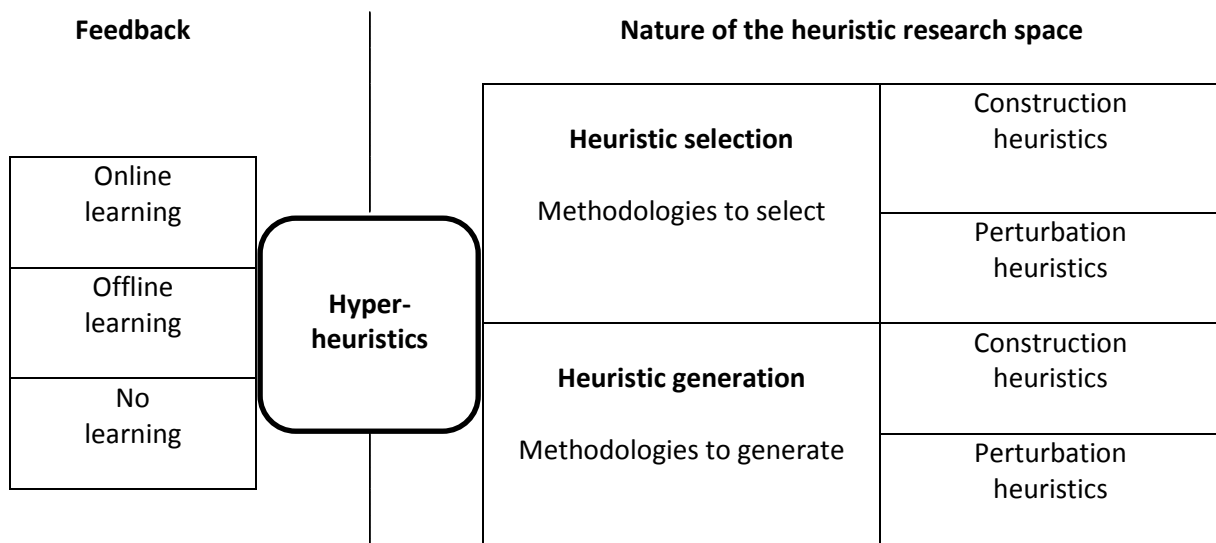 Feedback
Nature of the heuristic research space
Online
learning
Offline
learning
No
learning
Hyper-
heuristics
Heuristic selection
Methodologies to select
Construction
heuristics
Perturbation
heuristics
Heuristic generation
Methodologies to generate
Construction
heuristics
Perturbation
heuristics